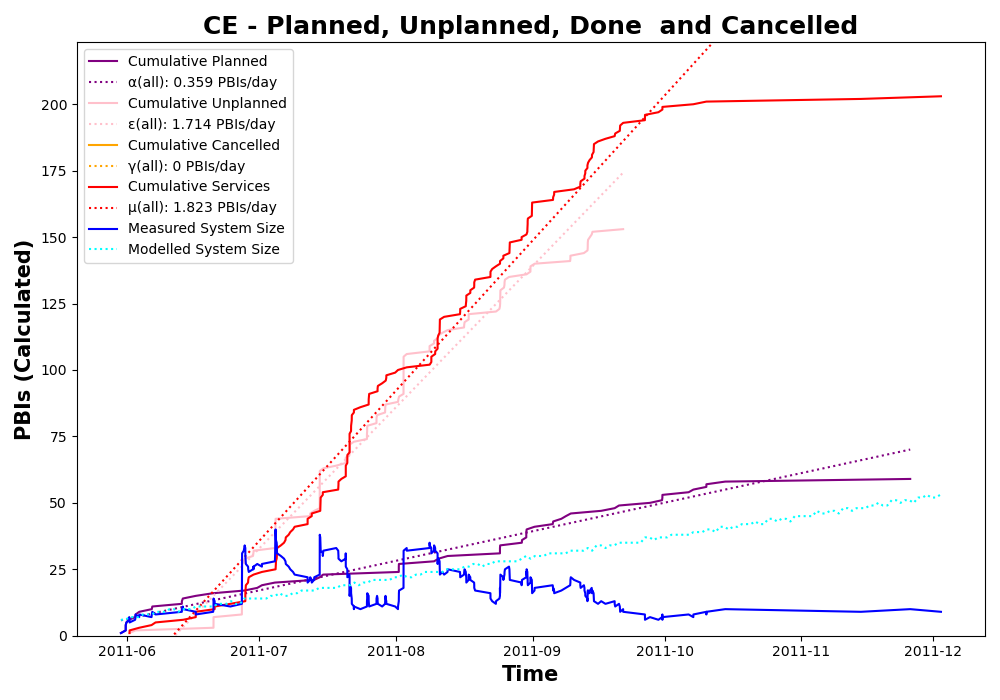 CE - Planned, Unplanned, Done  and Cancelled
Cumulative Planned
α(all): 0.359 PBIs/day
Cumulative Unplanned
ε(all): 1.714 PBIs/day
Cumulative Cancelled
γ(all): 0 PBIs/day
Cumulative Services
μ(all): 1.823 PBIs/day
Measured System Size
Modelled System Size
PBIs (Calculated)
200
175
150
125
100
75
50
25
0
2011-06 2011-07 2011-08 2011-09 2011-10 2011-11 2011-12
Time